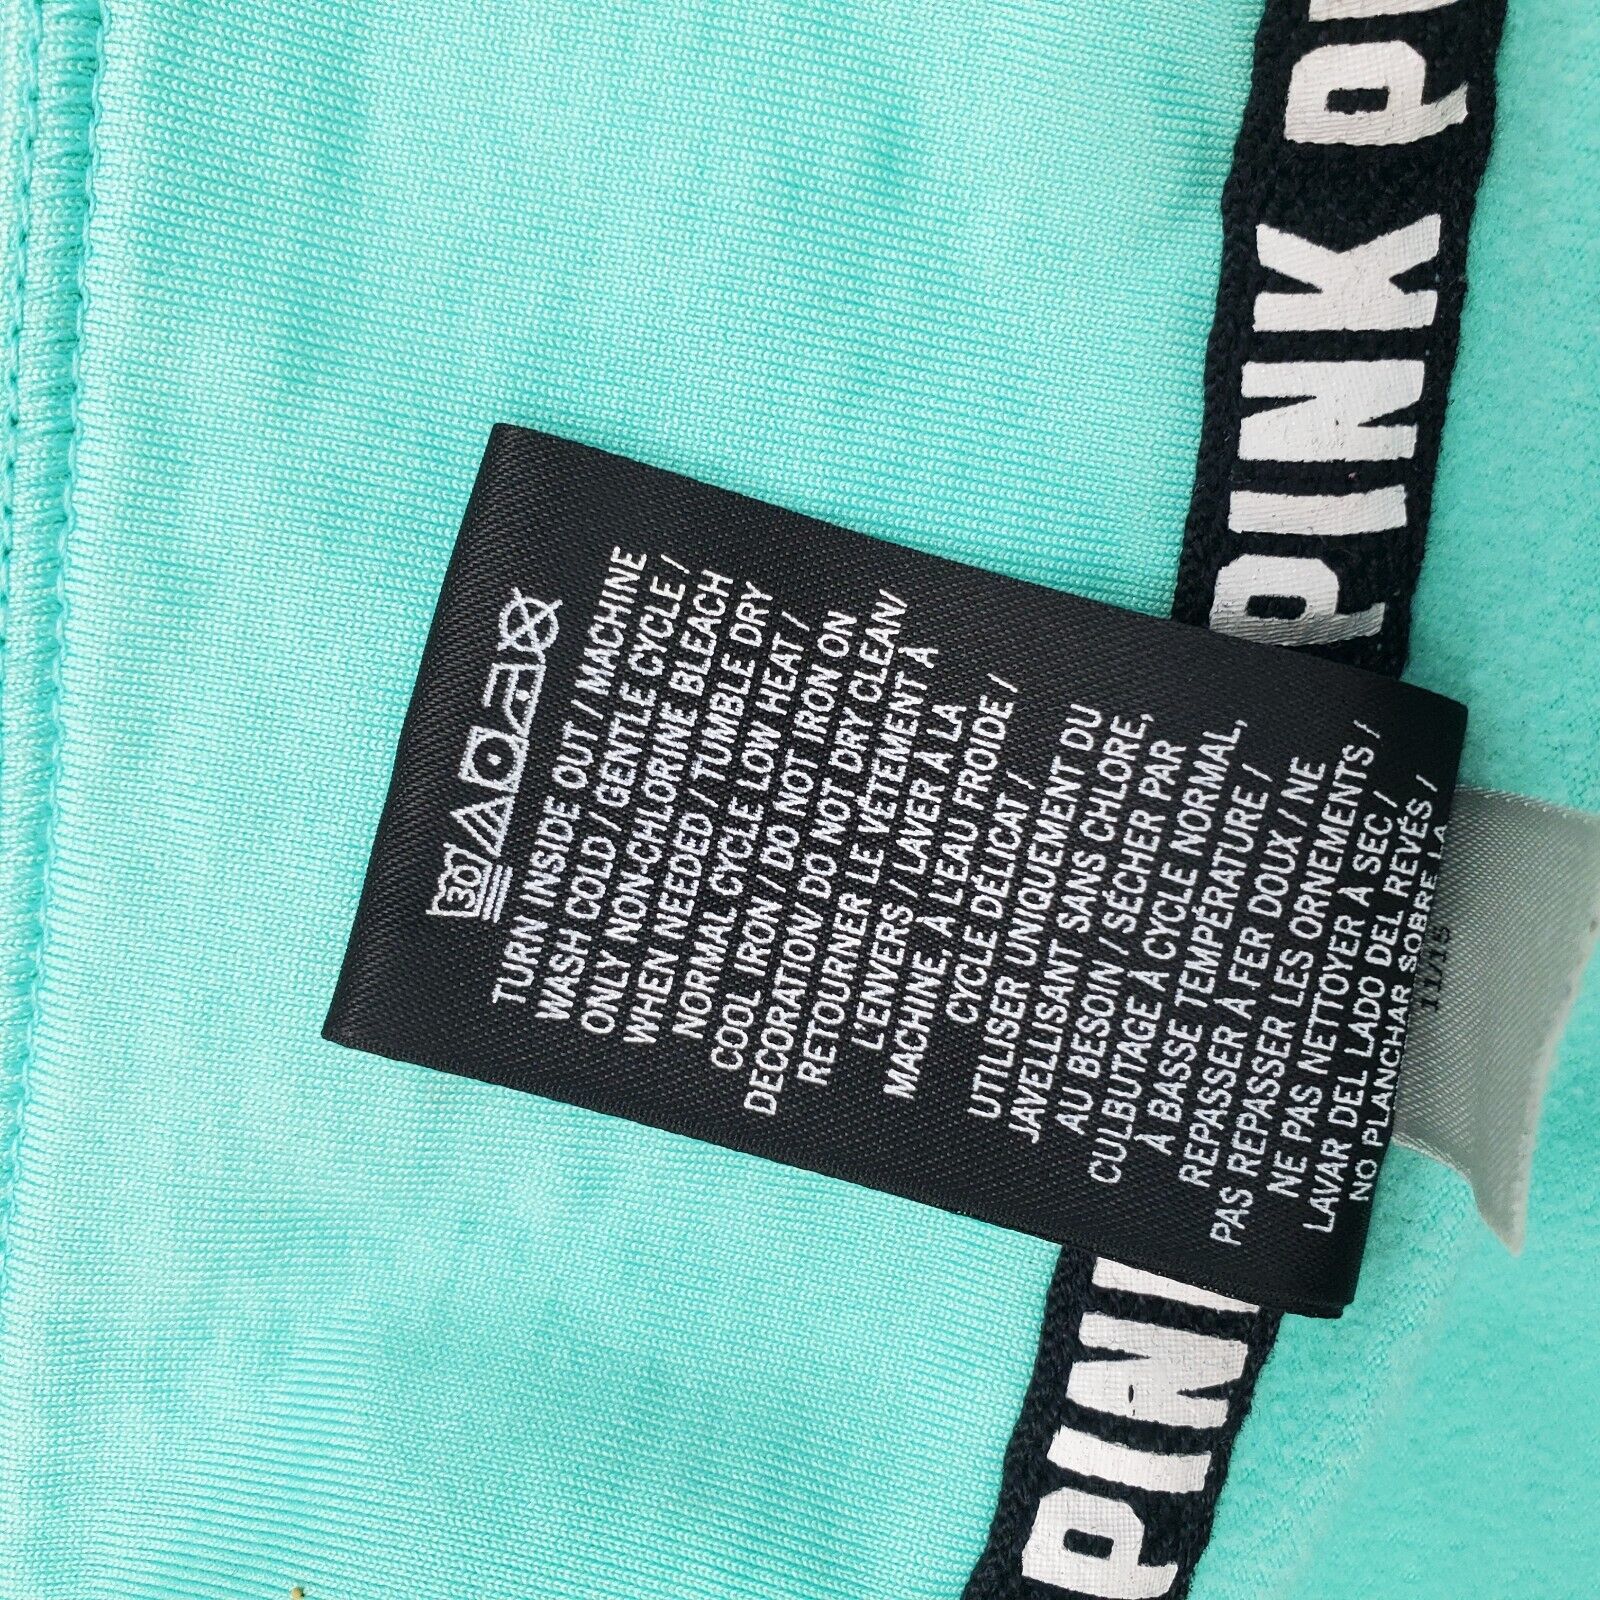 30
TURN INSIDE OUT / MACHINE
WASH COLD / GENTLE CYCLE /
ONLY NON-CHLORINE BLEACH
WHEN NEEDED / TUMBLE DRY
NORMAL CYCLE LOW HEAT /
COOL IRON / DO NOT IRON ON
DECORATION/ DO NOT DRY CLEAN/
RETOURNER LE VÊTEMENT À
L'ENVERS / LAVER À LA
MACHINE, À L'EAU FROIDE /
CYCLE DÉLICAT /
UTILISER UNIQUEMENT DU
JAVELLISANT SANS CHLORE,
AU BESOIN / SÉCHER PAR
CULBUTAGE À CYCLE NORMAL,
À BASSE TEMPÉRATURE /
REPASSER À FER DOUX / NE
PAS REPASSER LES ORNEMENTS /
NE PAS NETTOYER À SEC /
LAVAR DEL LADO DEL REVÉS /
NO PLANCHAR SOBRE LA
11/15
PINK
PINK
PIN